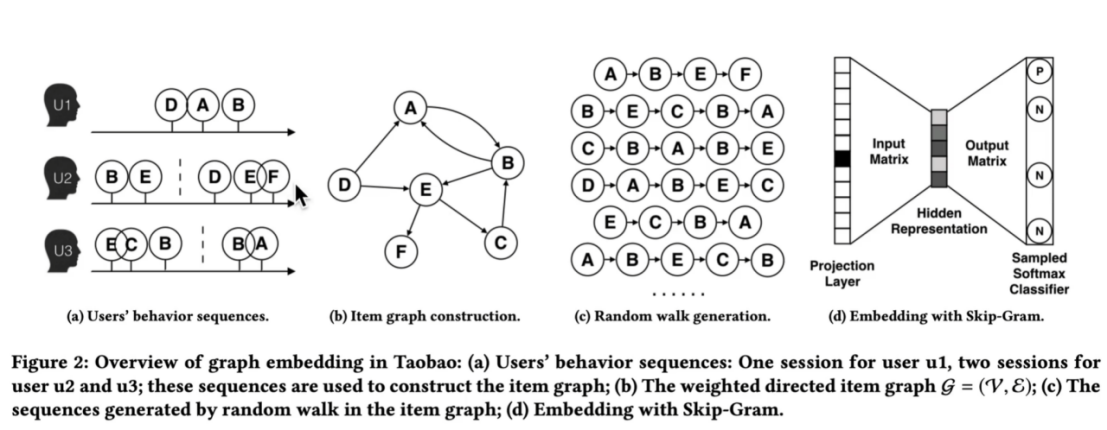 U1 D A B
U2 B E D E F
U3 E C B B A
(a) Users' behavior sequences.
A
B
D
E
F
C
(b) Item graph construction.
A B E F
B E C B A
C B A B E
D A B E C
E C B A
A B E C B
......
(c) Random walk generation.
Input
Matrix
Output
Matrix
Hidden
Representation
Projection
Layer
P
N
N
N
Sampled
Softmax
Classifier
(d) Embedding with Skip-Gram.
Figure 2: Overview of graph embedding in Taobao: (a) Users' behavior sequences: One session for user u1, two sessions for
user u2 and u3; these sequences are used to construct the item graph; (b) The weighted directed item graph 𝒢 = (𝒱, ℰ); (c) The
sequences generated by random walk in the item graph; (d) Embedding with Skip-Gram.